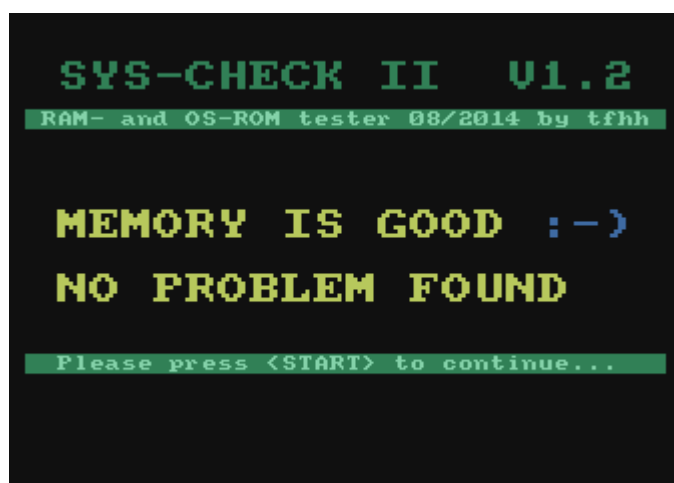 SYS-CHECK II V1.2
RAM- and OS-ROM tester 08/2014 by tfhh
MEMORY IS GOOD :-)
NO PROBLEM FOUND
Please press <START> to continue...